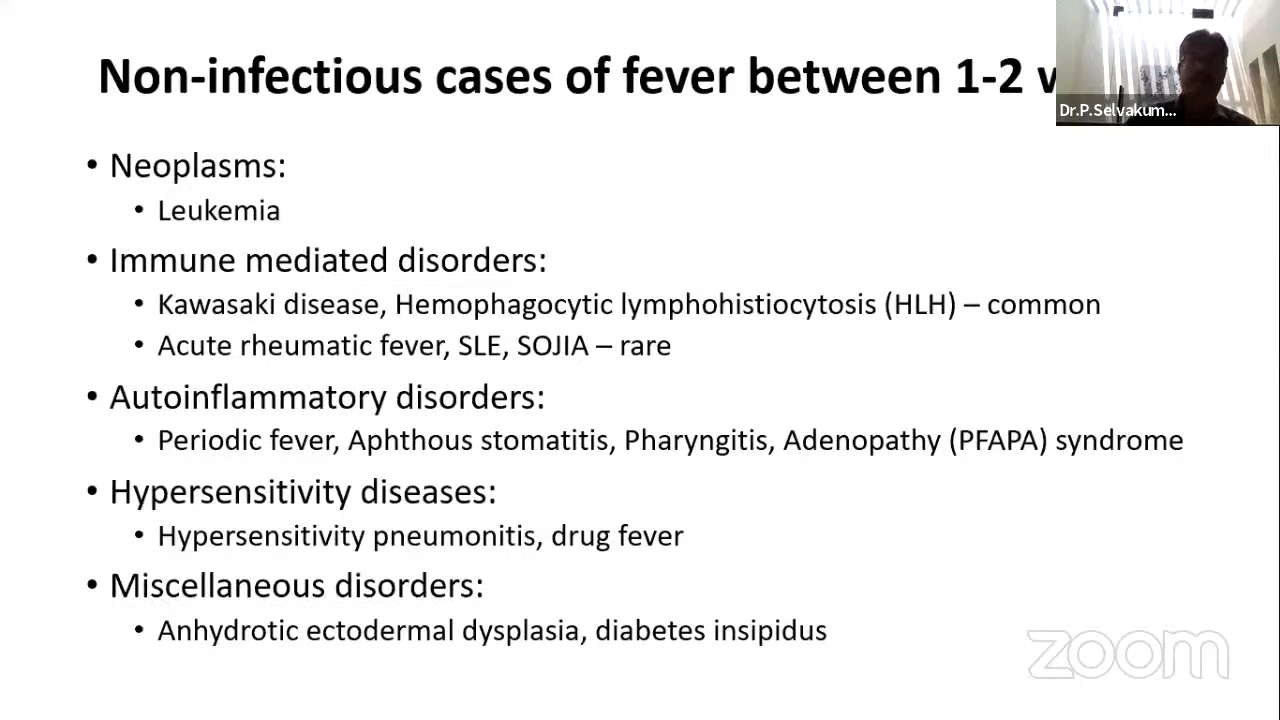 Non-infectious cases of fever between 1-2
Dr.P.Selvakum...
• Neoplasms:
• Leukemia
• Immune mediated disorders:
• Kawasaki disease, Hemophagocytic lymphohistiocytosis (HLH) – common
• Acute rheumatic fever, SLE, SOJIA – rare
• Autoinflammatory disorders:
• Periodic fever, Aphthous stomatitis, Pharyngitis, Adenopathy (PFAPA) syndrome
• Hypersensitivity diseases:
• Hypersensitivity pneumonitis, drug fever
• Miscellaneous disorders:
• Anhydrotic ectodermal dysplasia, diabetes insipidus
zoom